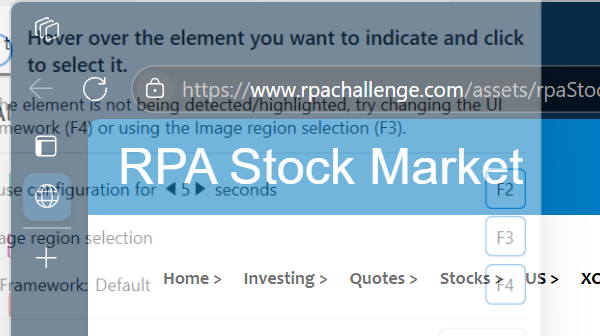 Hover over the element you want to indicate and click
to select it.
https://www.rpachallenge.com/assets/rpaStoc
he element is not being detected/highlighted, try changing the UI
mework (F4) or using the Image region selection (F3).
RPA Stock Market
use configuration for 5 seconds F2
age region selection F3
Framework: Default F4
Home > Investing > Quotes > Stocks > US > XC